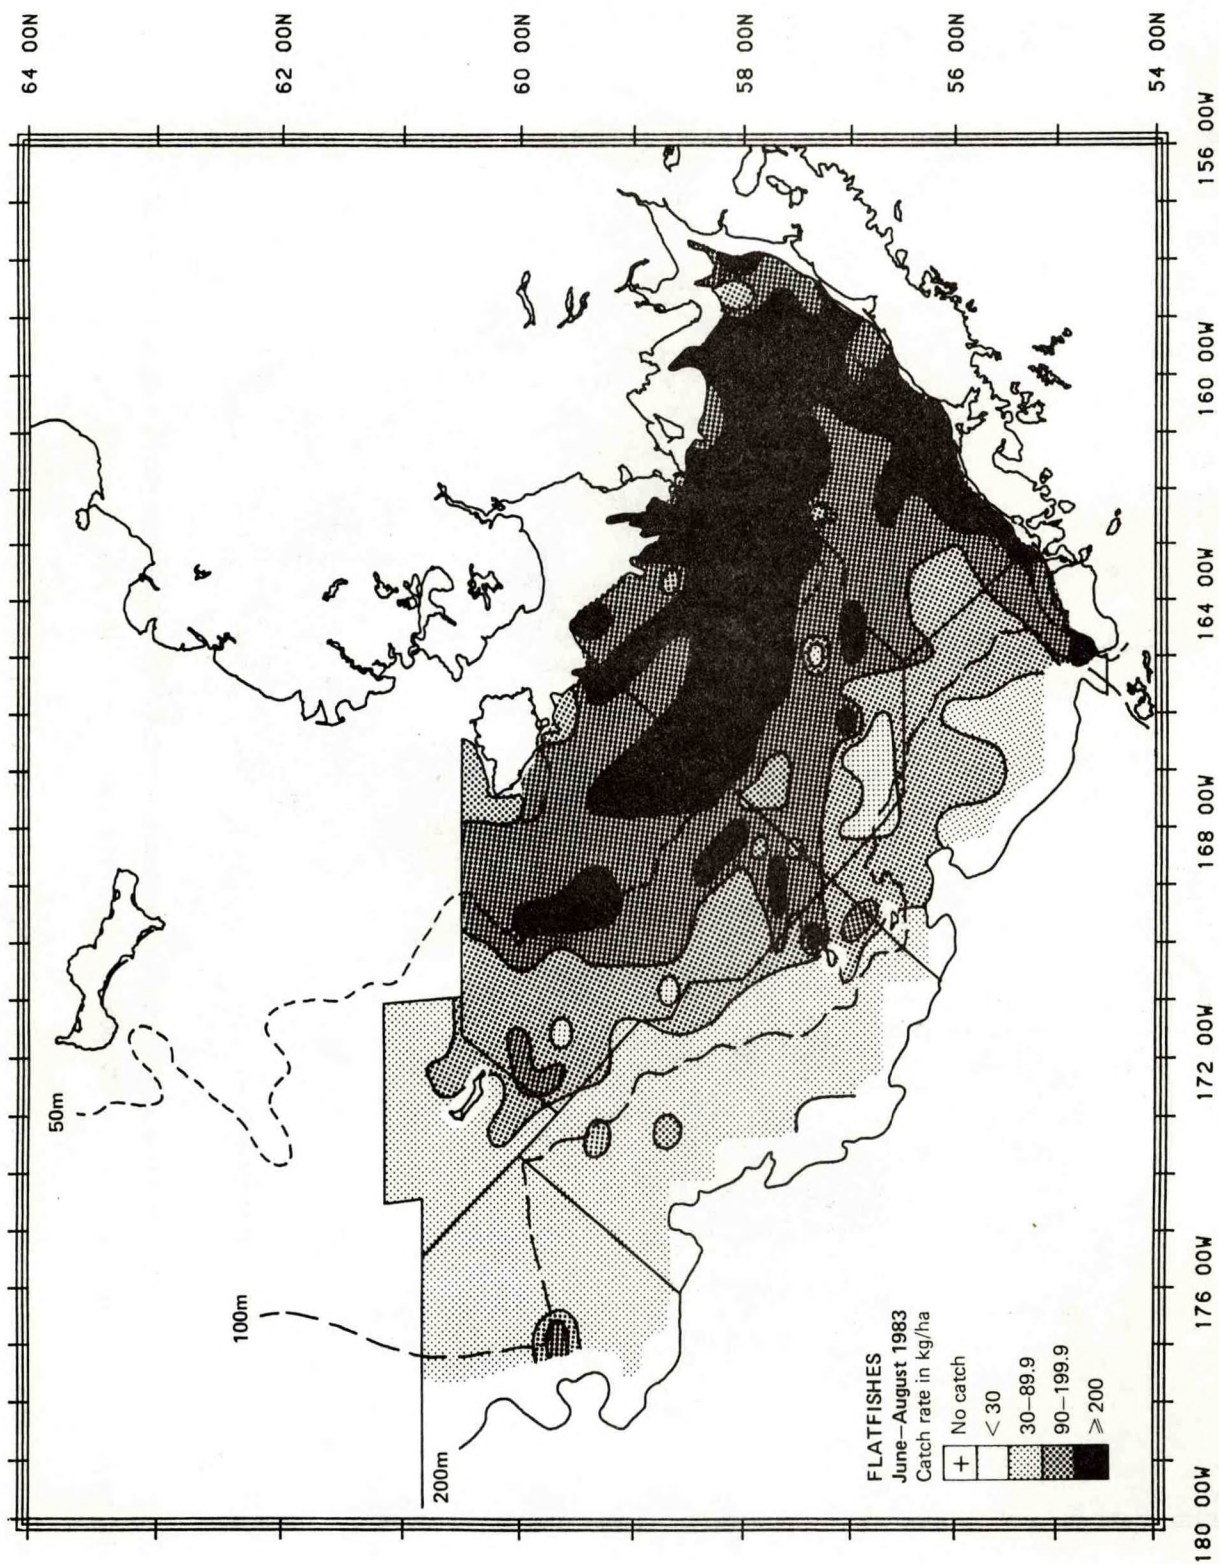 64 00N
62 00N
60 00N
58 00N
56 00N
54 00N
156 00W
160 00W
164 00W
168 00W
172 00W
176 00W
180 00W
50m
100m
200m
FLATFISHES
June–August 1983
Catch rate in kg/ha
+ No catch
< 30
30–89.9
90–199.9
≥ 200